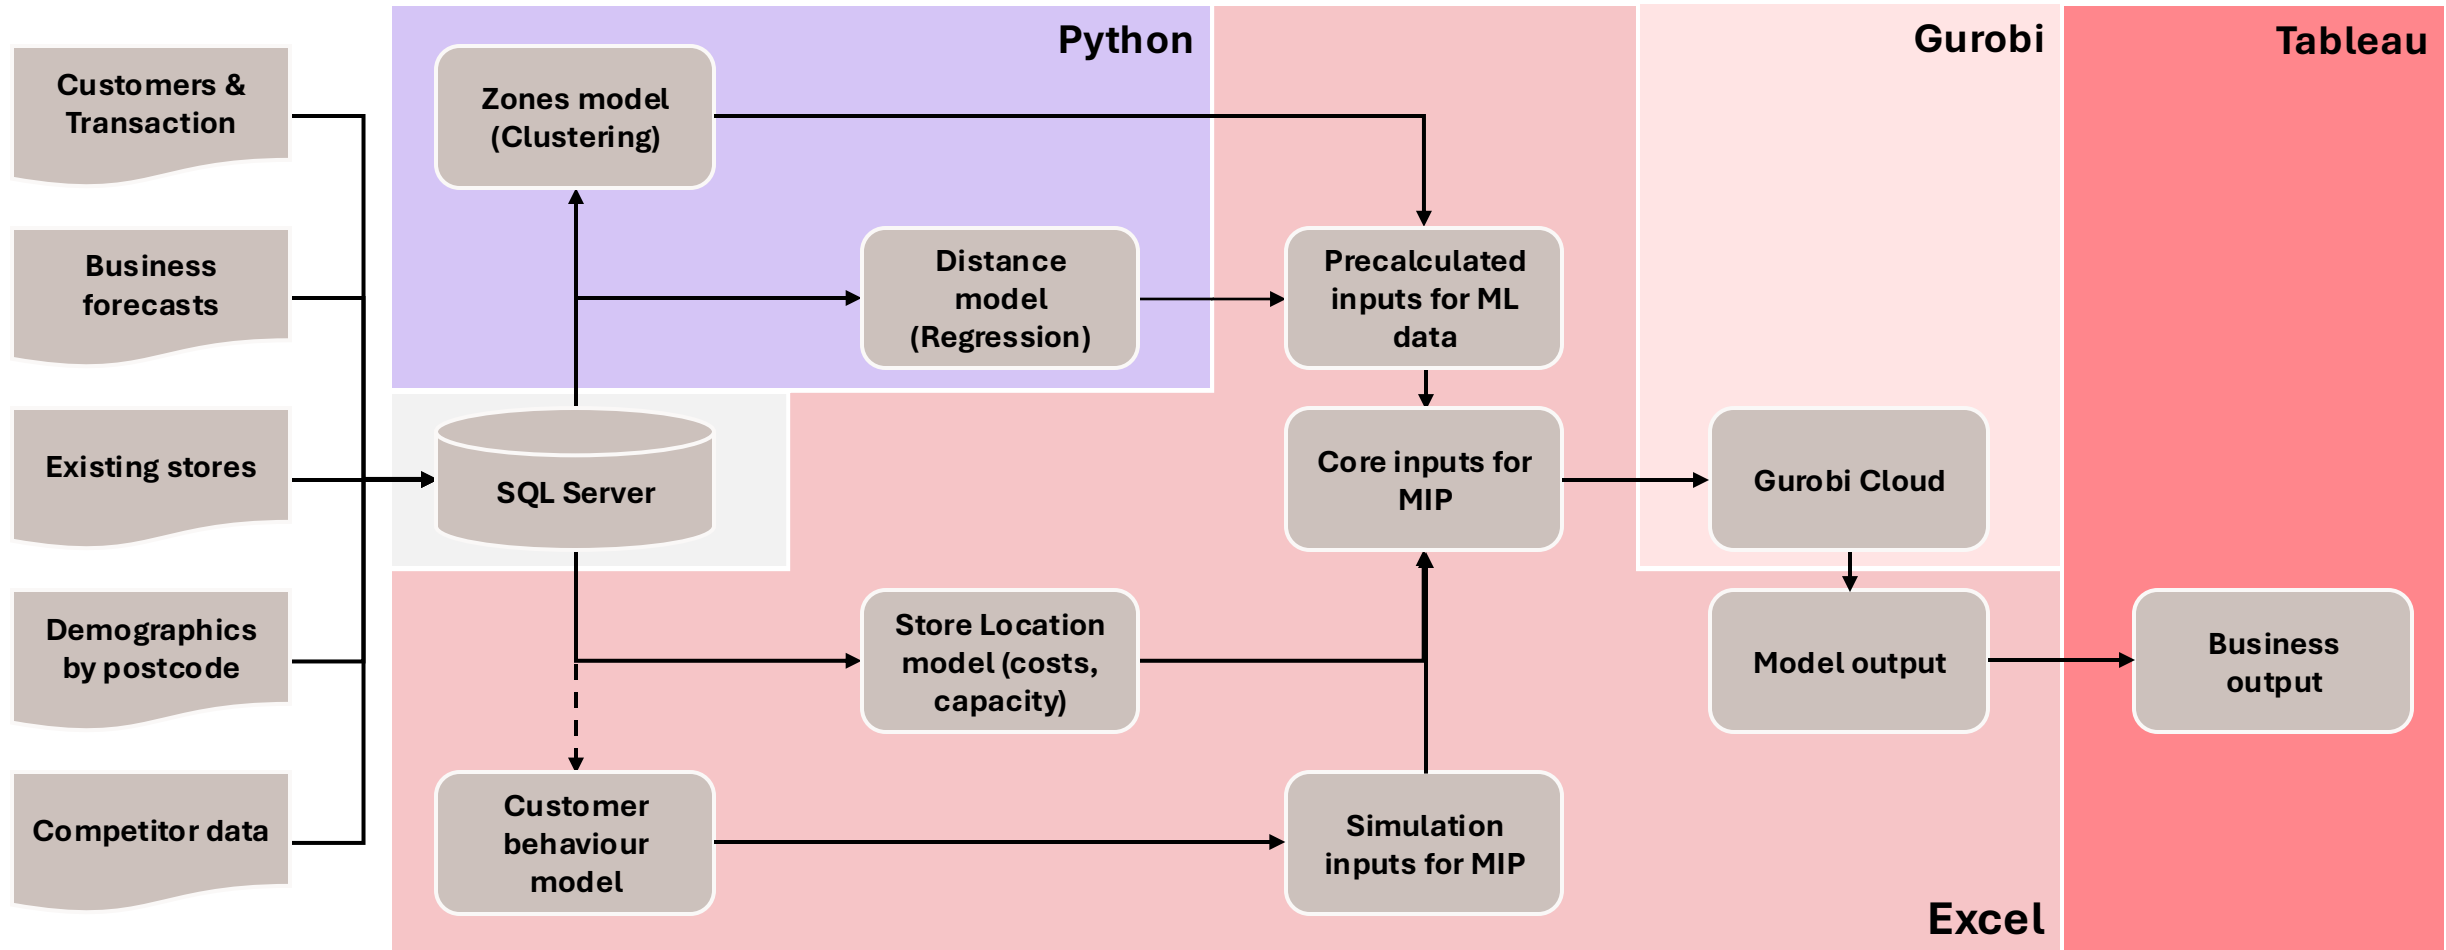 Python
Gurobi
Tableau
Customers &
Transaction
Zones model
(Clustering)
Business
forecasts
Distance
model
(Regression)
Precalculated
inputs for ML
data
Existing stores
SQL Server
Core inputs for
MIP
Gurobi Cloud
Demographics
by postcode
Store Location
model (costs,
capacity)
Model output
Business
output
Competitor data
Customer
behaviour
model
Simulation
inputs for MIP
Excel